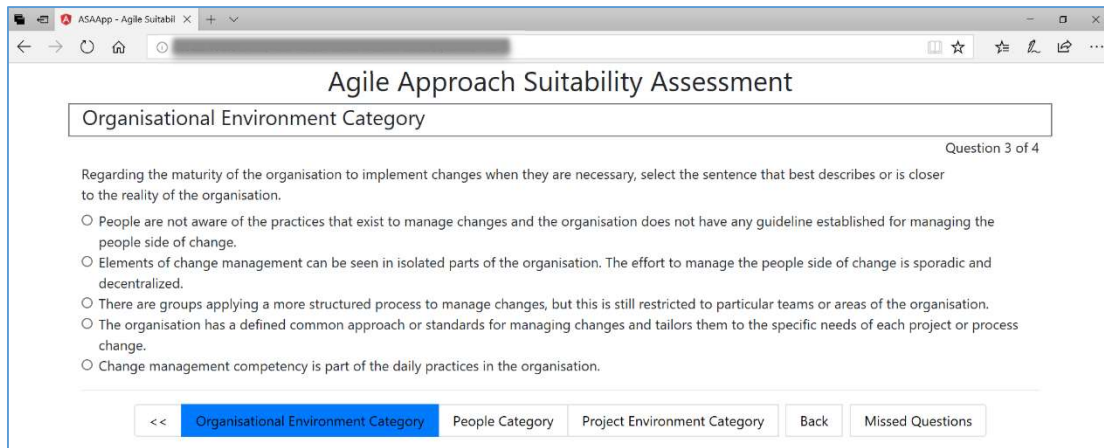 ASAApp - Agile Suitabil
Agile Approach Suitability Assessment
Organisational Environment Category
Question 3 of 4
Regarding the maturity of the organisation to implement changes when they are necessary, select the sentence that best describes or is closer
to the reality of the organisation.
People are not aware of the practices that exist to manage changes and the organisation does not have any guideline established for managing the
people side of change.
Elements of change management can be seen in isolated parts of the organisation. The effort to manage the people side of change is sporadic and
decentralized.
There are groups applying a more structured process to manage changes, but this is still restricted to particular teams or areas of the organisation.
The organisation has a defined common approach or standards for managing changes and tailors them to the specific needs of each project or process
change.
Change management competency is part of the daily practices in the organisation.
<< Organisational Environment Category People Category Project Environment Category Back Missed Questions